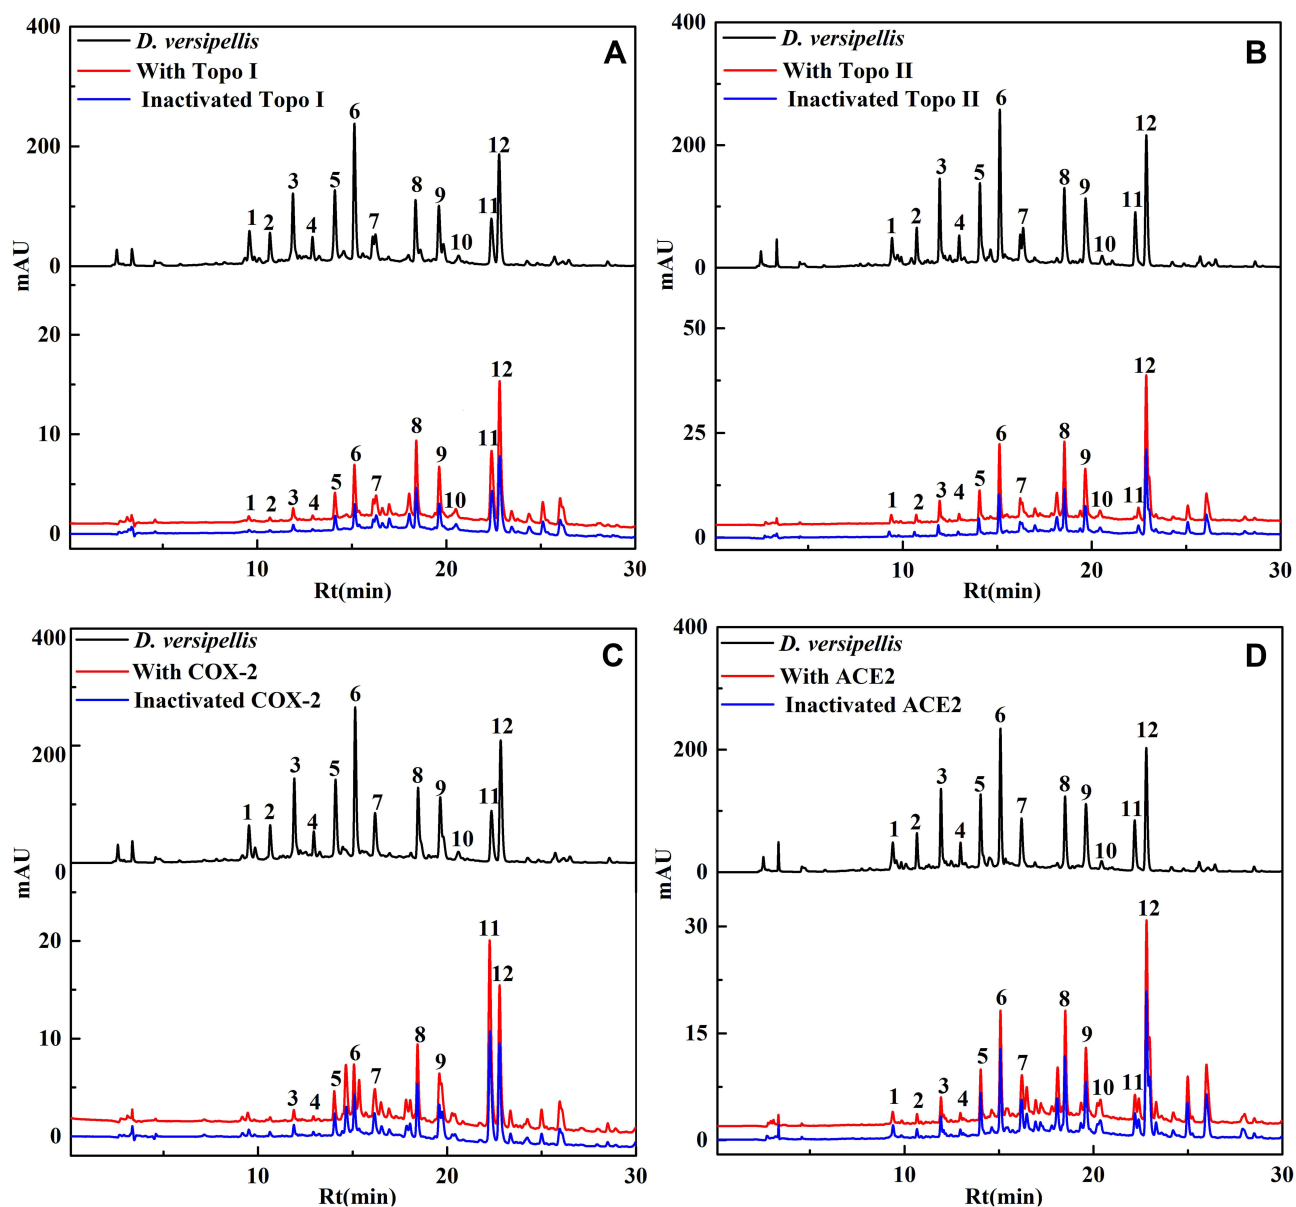 A
D. versipellis
With Topo I
Inactivated Topo I
400
200
0
20
10
0
mAU
1 2 3 4 5 6 7 8 9 10 11 12
1 2 3 4 5 6 7 8 9 10 11 12
10 20 30
Rt(min)
B
D. versipellis
With Topo II
Inactivated Topo II
400
200
0
50
25
0
mAU
1 2 3 4 5 6 7 8 9 10 11 12
1 2 3 4 5 6 7 8 9 10 11 12
10 20 30
Rt(min)
C
D. versipellis
With COX-2
Inactivated COX-2
400
200
0
20
10
0
mAU
1 2 3 4 5 6 7 8 9 10 11 12
3 4 5 6 7 8 9 11 12
10 20 30
Rt(min)
D
D. versipellis
With ACE2
Inactivated ACE2
400
200
0
30
15
0
mAU
1 2 3 4 5 6 7 8 9 10 11 12
1 2 3 4 5 6 7 8 9 10 11 12
10 20 30
Rt(min)